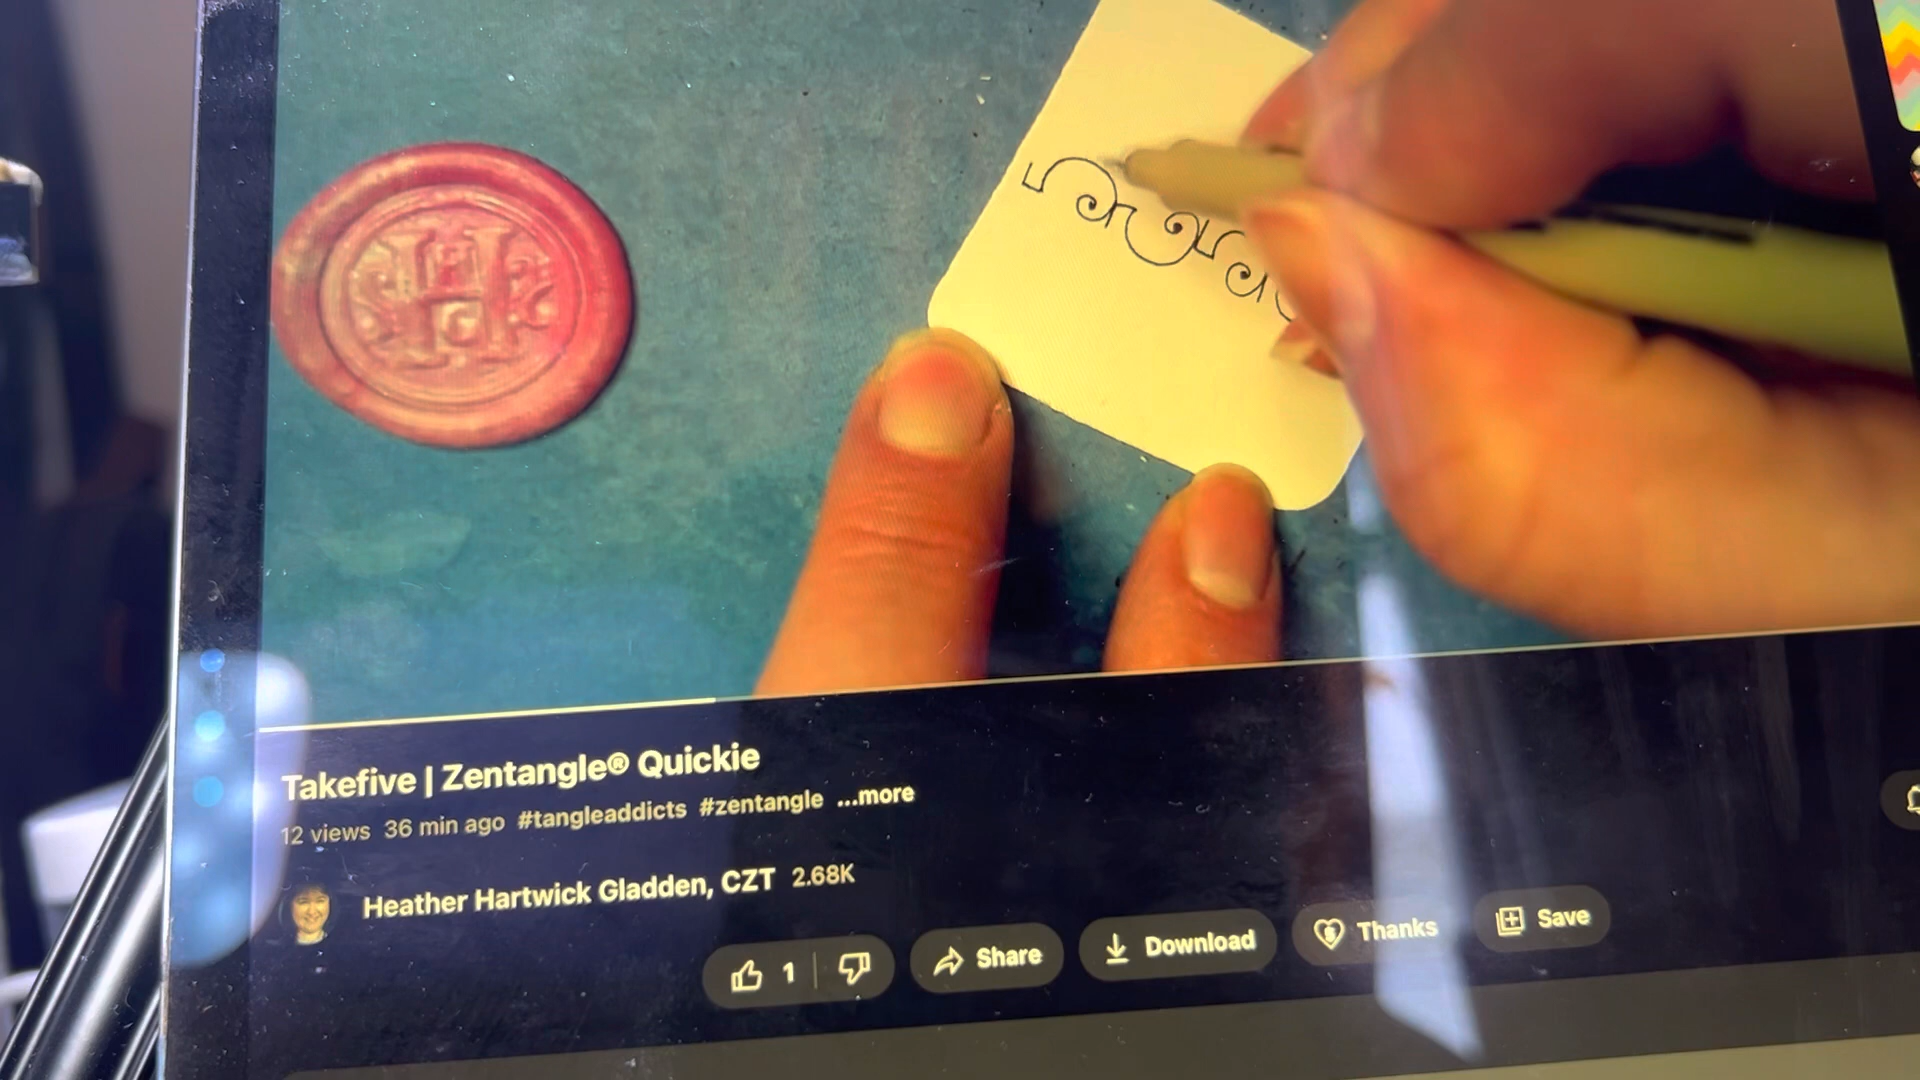 H
Takefive | Zentangle® Quickie
12 views 36 min ago #tangleaddicts #zentangle ...more
Heather Hartwick Gladden, CZT 2.68K
1 Share Download Thanks Save